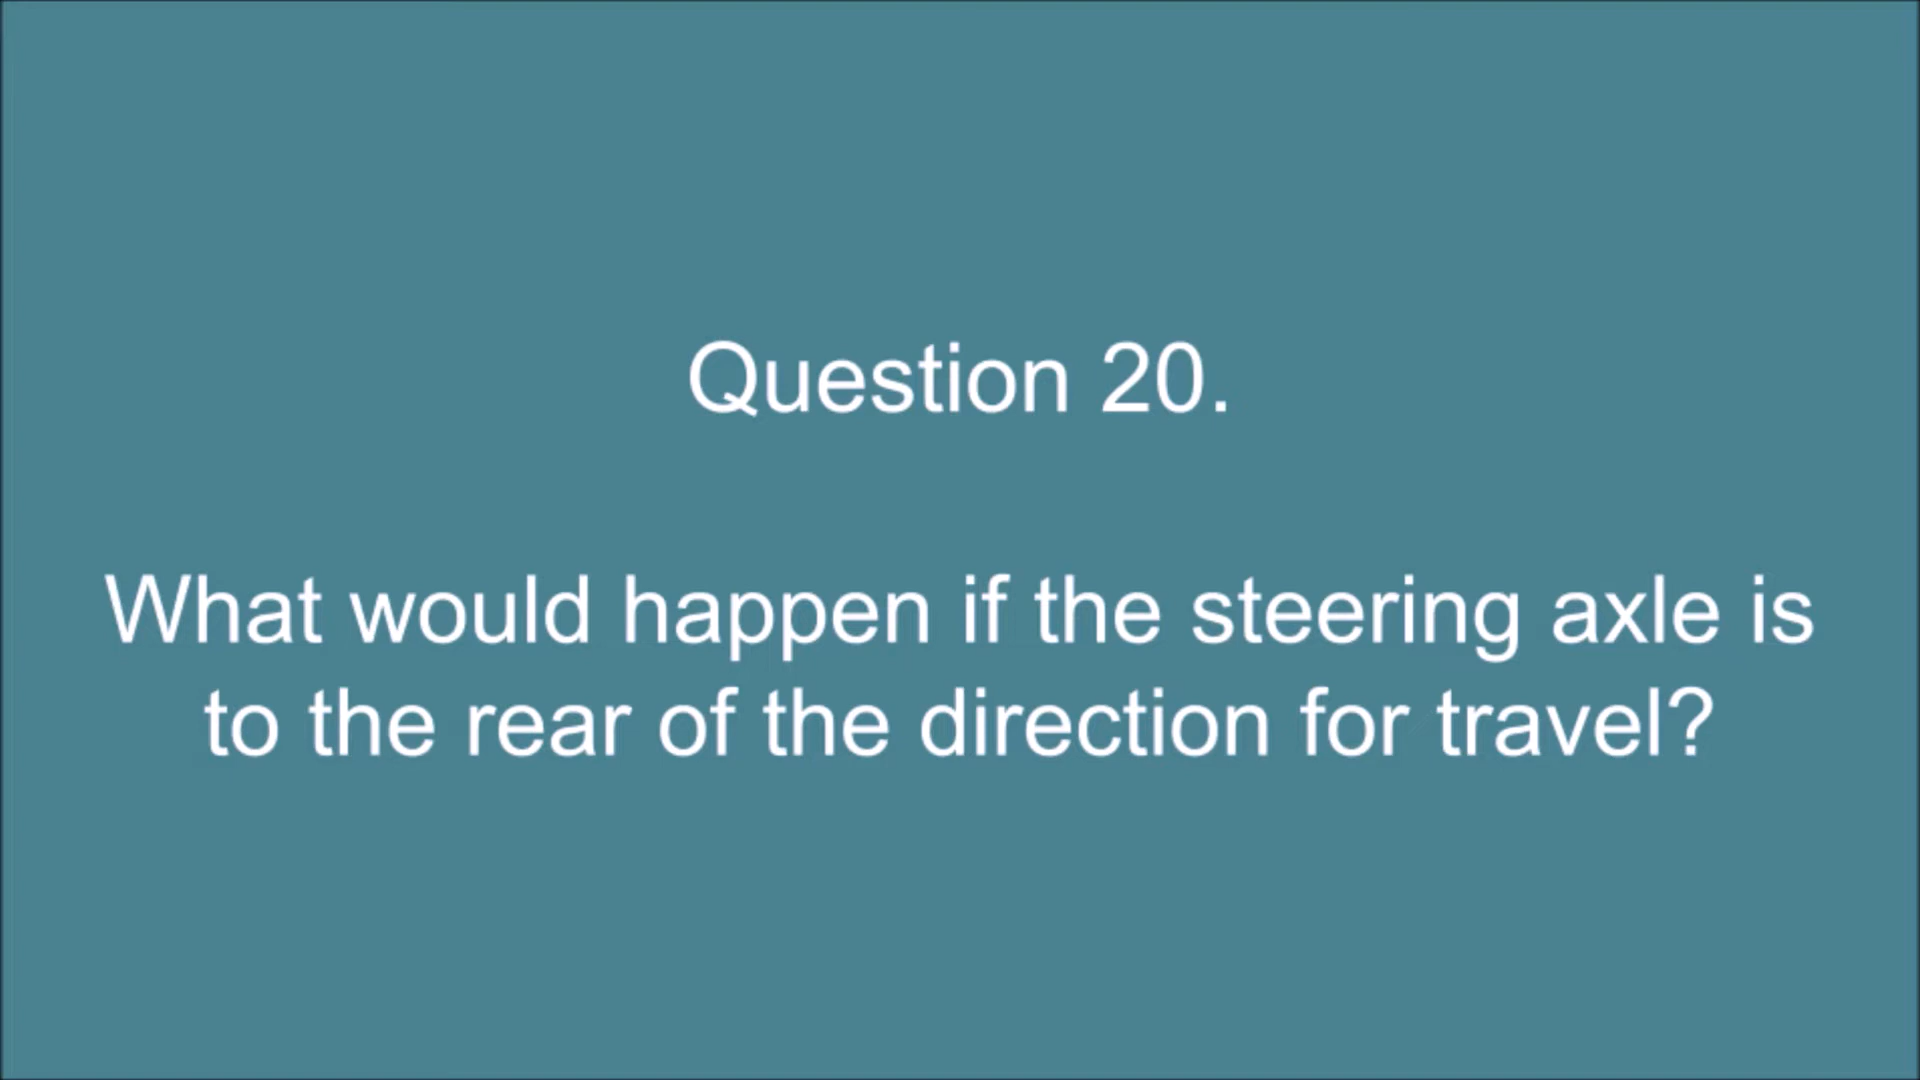 Question 20.
What would happen if the steering axle is
to the rear of the direction for travel?